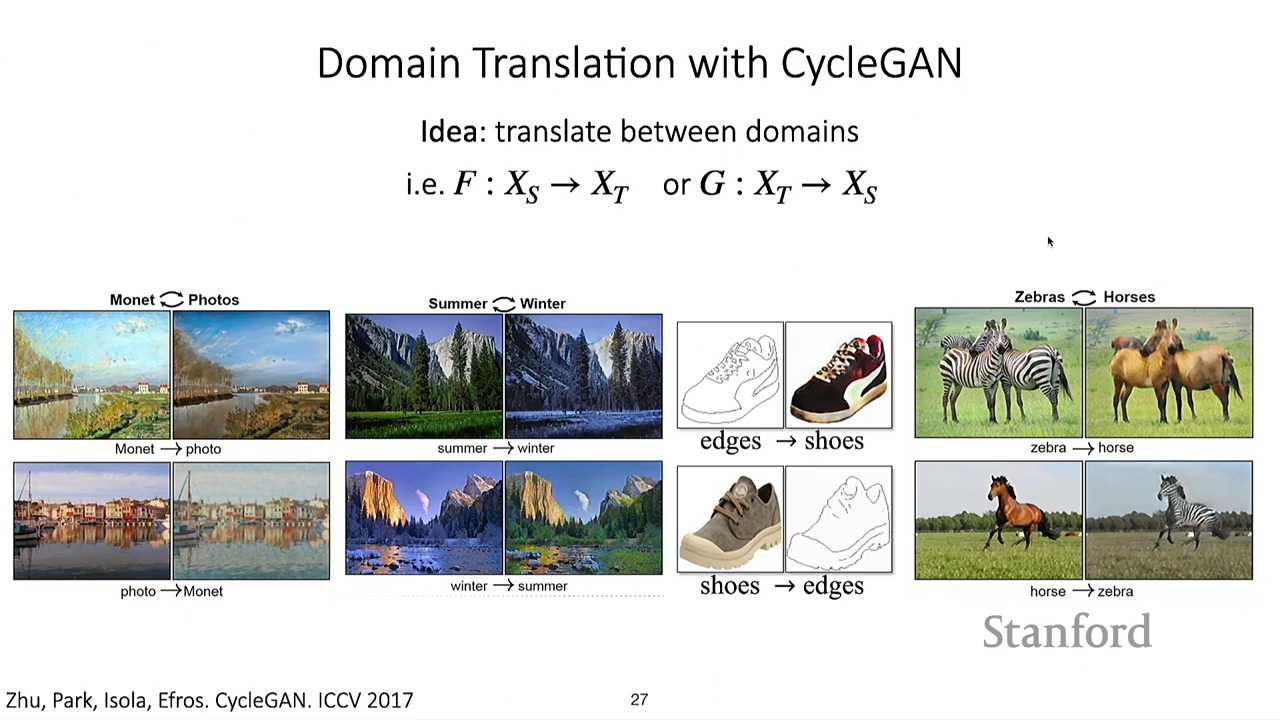 Domain Translation with CycleGAN
Idea: translate between domains
i.e. F : X_S → X_T or G : X_T → X_S
Monet Photos
Monet → photo
photo → Monet
Summer Winter
summer → winter
winter → summer
edges → shoes
shoes → edges
Zebras Horses
zebra → horse
horse → zebra
Stanford
Zhu, Park, Isola, Efros. CycleGAN. ICCV 2017
27